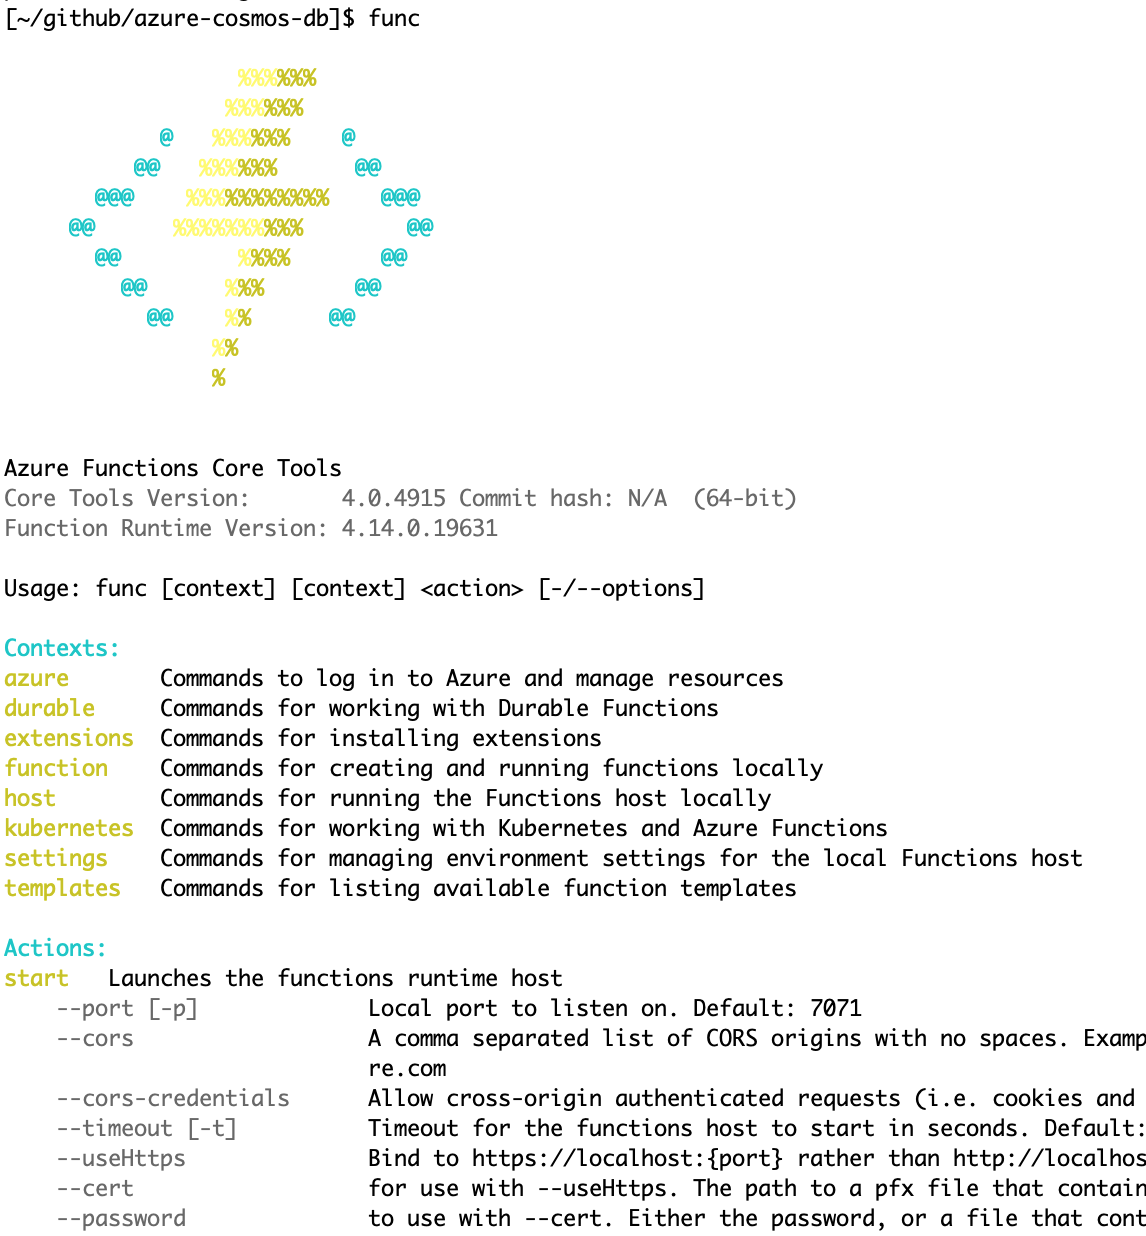 [~/github/azure-cosmos-db]$ func
                  %%%%%%
                 %%%%%%
            @   %%%%%%    @
          @@   %%%%%%      @@
       @@@    %%%%%%%%%%%    @@@
     @@      %%%%%%%%%%        @@
       @@         %%%%       @@
         @@      %%%       @@
           @@    %%      @@
                %%
                %
Azure Functions Core Tools
Core Tools Version:       4.0.4915 Commit hash: N/A  (64-bit)
Function Runtime Version: 4.14.0.19631
Usage: func [context] [context] <action> [-/--options]
Contexts:
azure       Commands to log in to Azure and manage resources
durable     Commands for working with Durable Functions
extensions  Commands for installing extensions
function    Commands for creating and running functions locally
host        Commands for running the Functions host locally
kubernetes  Commands for working with Kubernetes and Azure Functions
settings    Commands for managing environment settings for the local Functions host
templates   Commands for listing available function templates
Actions:
start   Launches the functions runtime host
    --port [-p]             Local port to listen on. Default: 7071
    --cors                  A comma separated list of CORS origins with no spaces. Examp
                            re.com
    --cors-credentials      Allow cross-origin authenticated requests (i.e. cookies and
    --timeout [-t]          Timeout for the functions host to start in seconds. Default:
    --useHttps              Bind to https://localhost:{port} rather than http://localhos
    --cert                  for use with --useHttps. The path to a pfx file that contain
    --password              to use with --cert. Either the password, or a file that cont